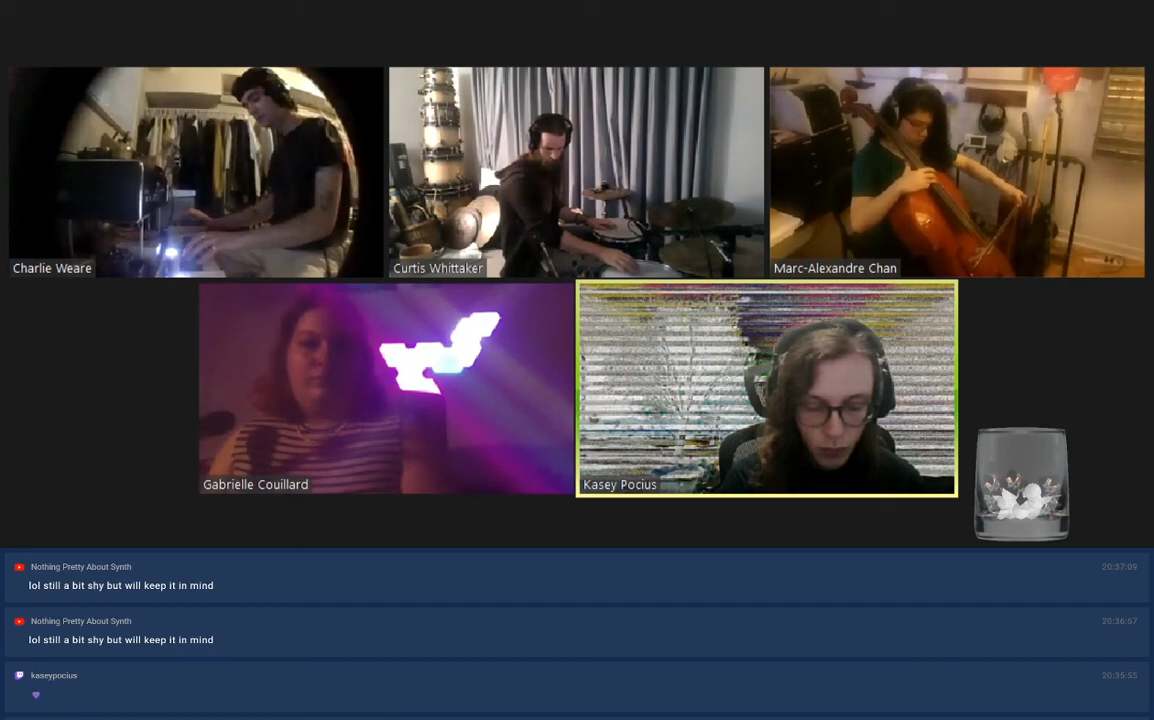 Charlie Weare
Curtis Whittaker
Marc-Alexandre Chan
Gabrielle Couillard
Kasey Pocius
Nothing Pretty About Synth 20:37:09
lol still a bit shy but will keep it in mind
Nothing Pretty About Synth 20:36:57
lol still a bit shy but will keep it in mind
kaseypocius 20:35:55